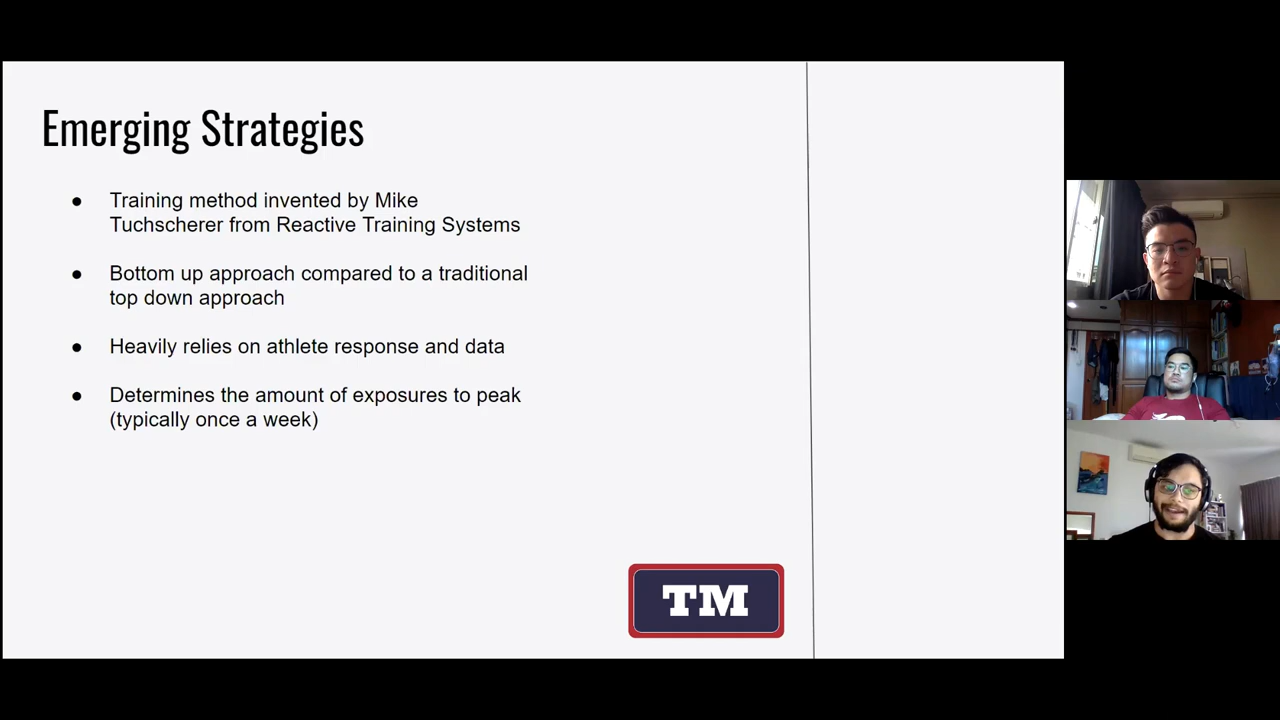 Emerging Strategies
● Training method invented by Mike
Tuchscherer from Reactive Training Systems
● Bottom up approach compared to a traditional
top down approach
● Heavily relies on athlete response and data
● Determines the amount of exposures to peak
(typically once a week)
TM